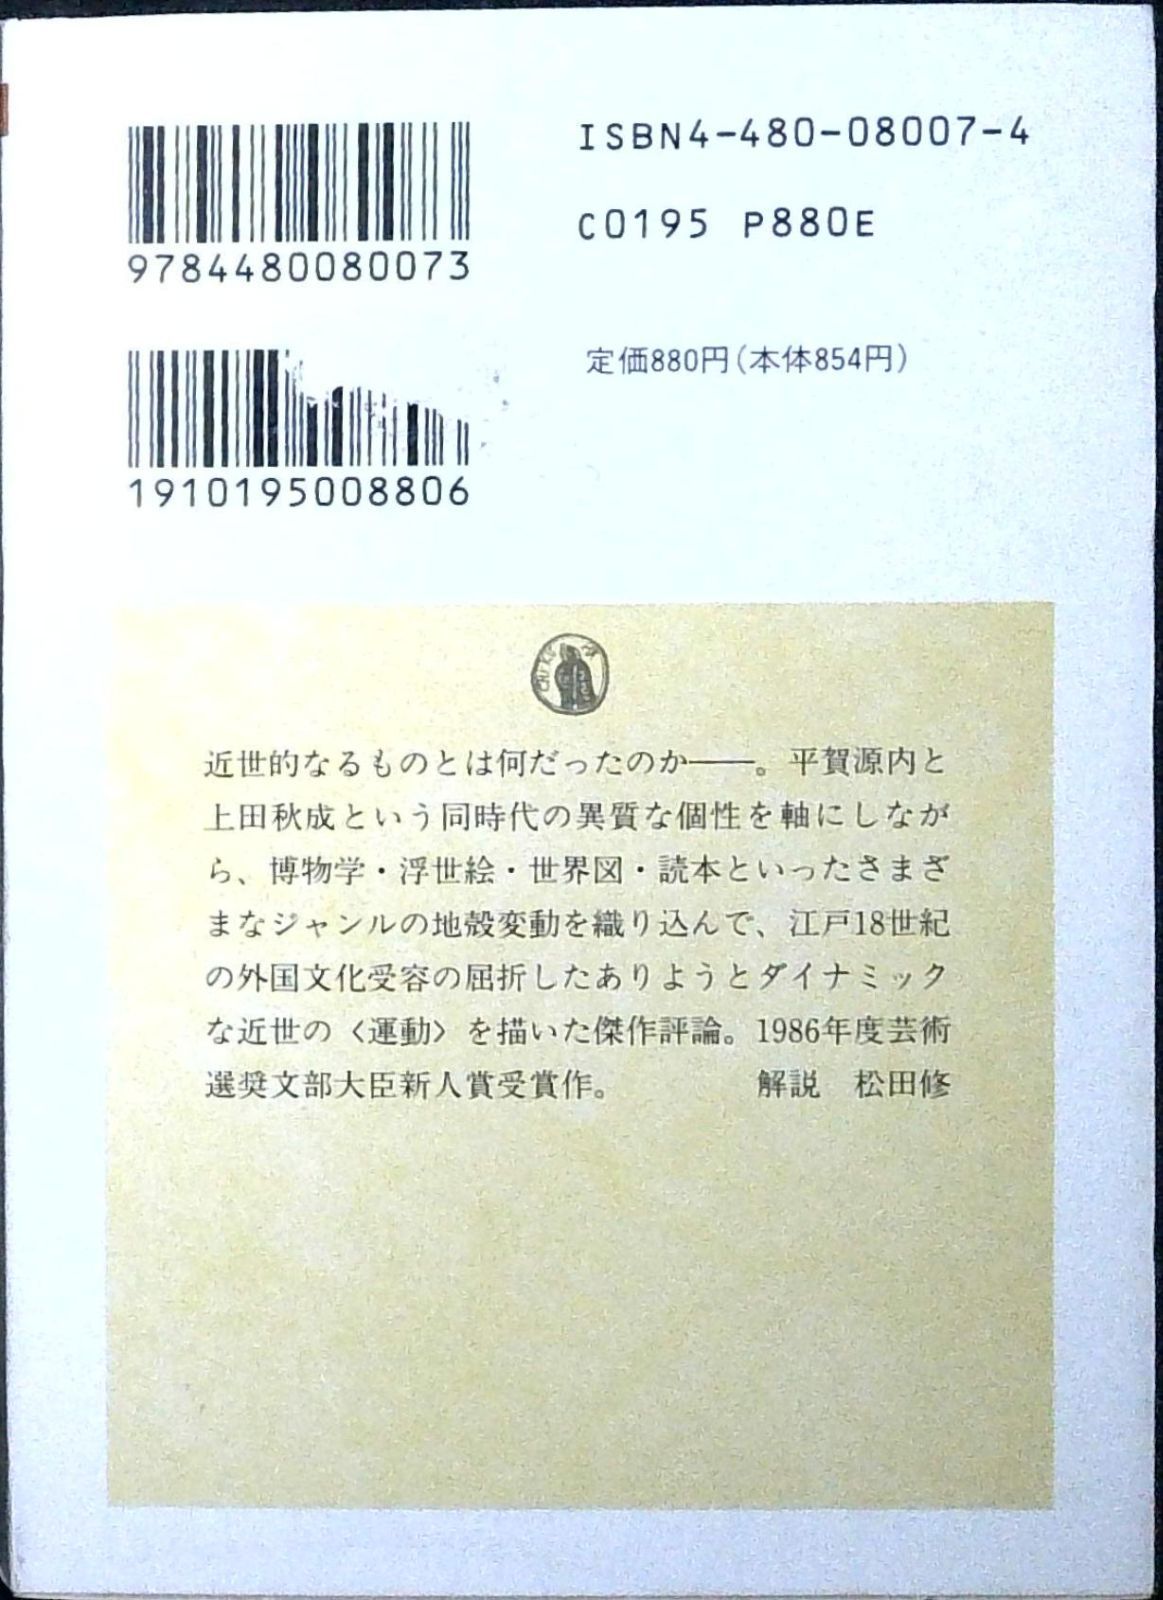 ISBN4-480-08007-4
9784480080073
C0195 P880E
定価880円(本体854円)
1910195008806
近世的なるものとは何だったのか――。平賀源内と
上田秋成という同時代の異質な個性を軸にしなが
ら、博物学・浮世絵・世界図・読本といったさまざ
まなジャンルの地殻変動を織り込んで、江戸18世紀
の外国文化受容の屈折したありようとダイナミック
な近世の〈運動〉を描いた傑作評論。1986年度芸術
選奨文部大臣新人賞受賞作。 解説 松田修